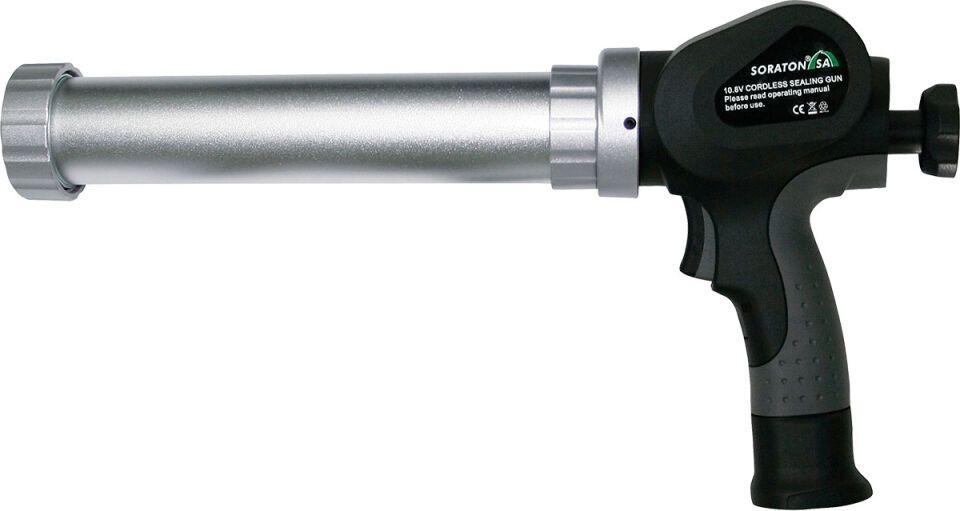 SORATON® SA
10.8V CORDLESS SEALING GUN
Please read operating manual
before use.
CE